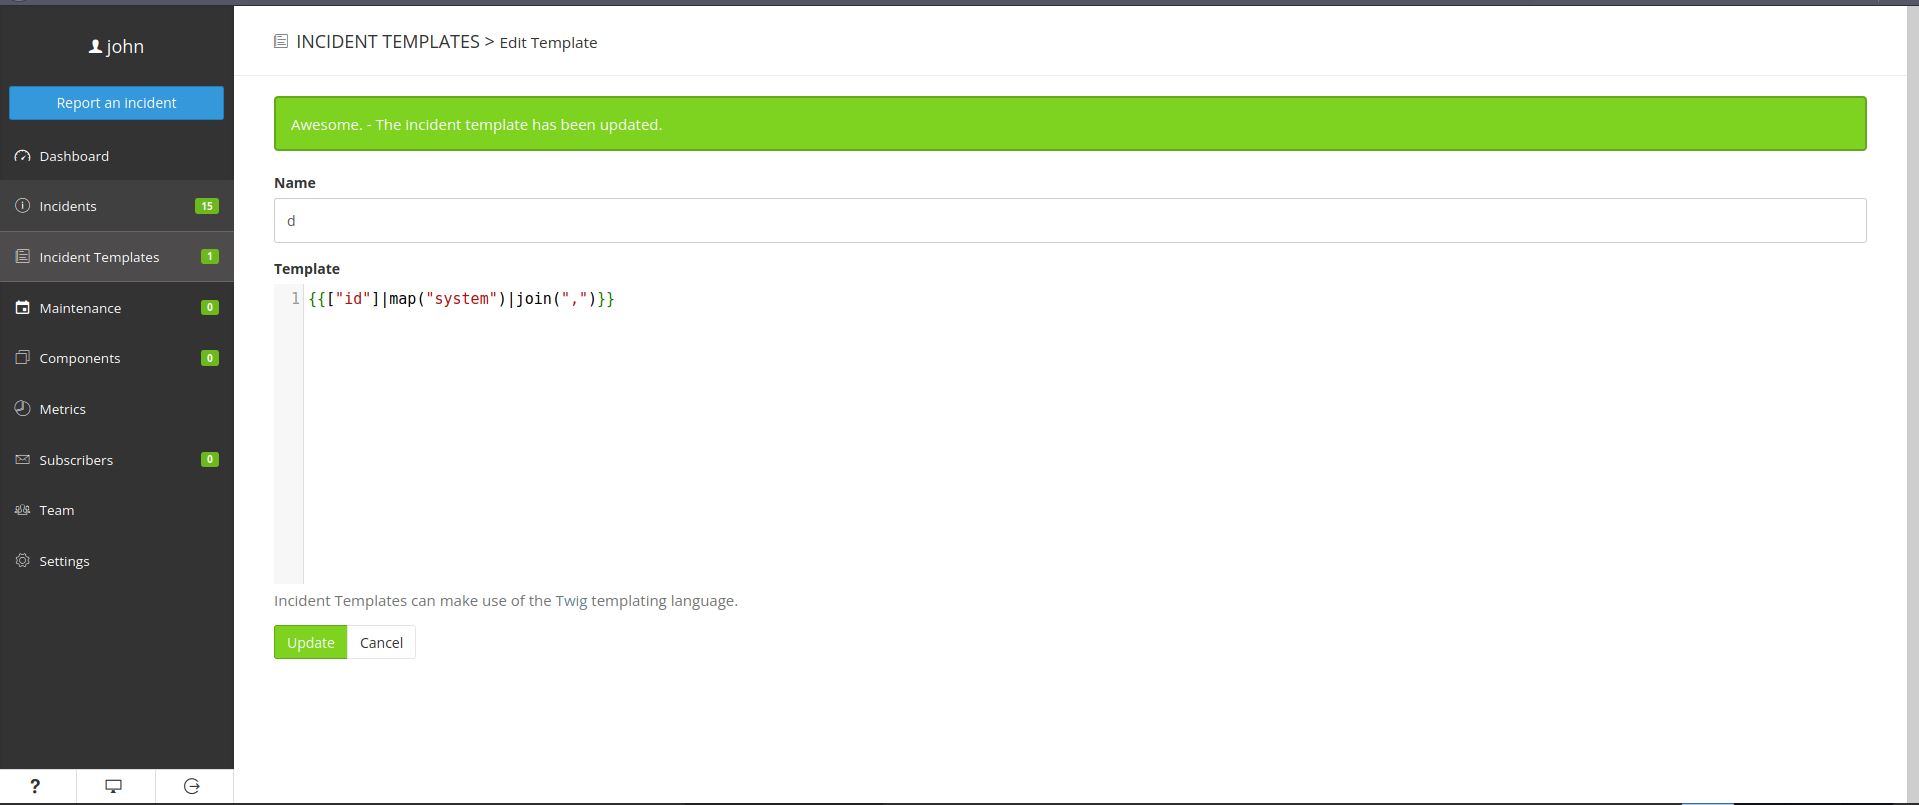 john
Report an incident
Dashboard
Incidents 15
Incident Templates 1
Maintenance 0
Components 0
Metrics
Subscribers 0
Team
Settings
?
INCIDENT TEMPLATES > Edit Template
Awesome. - The incident template has been updated.
Name
d
Template
1 {{["id"]|map("system")|join(",")}}
Incident Templates can make use of the Twig templating language.
Update Cancel